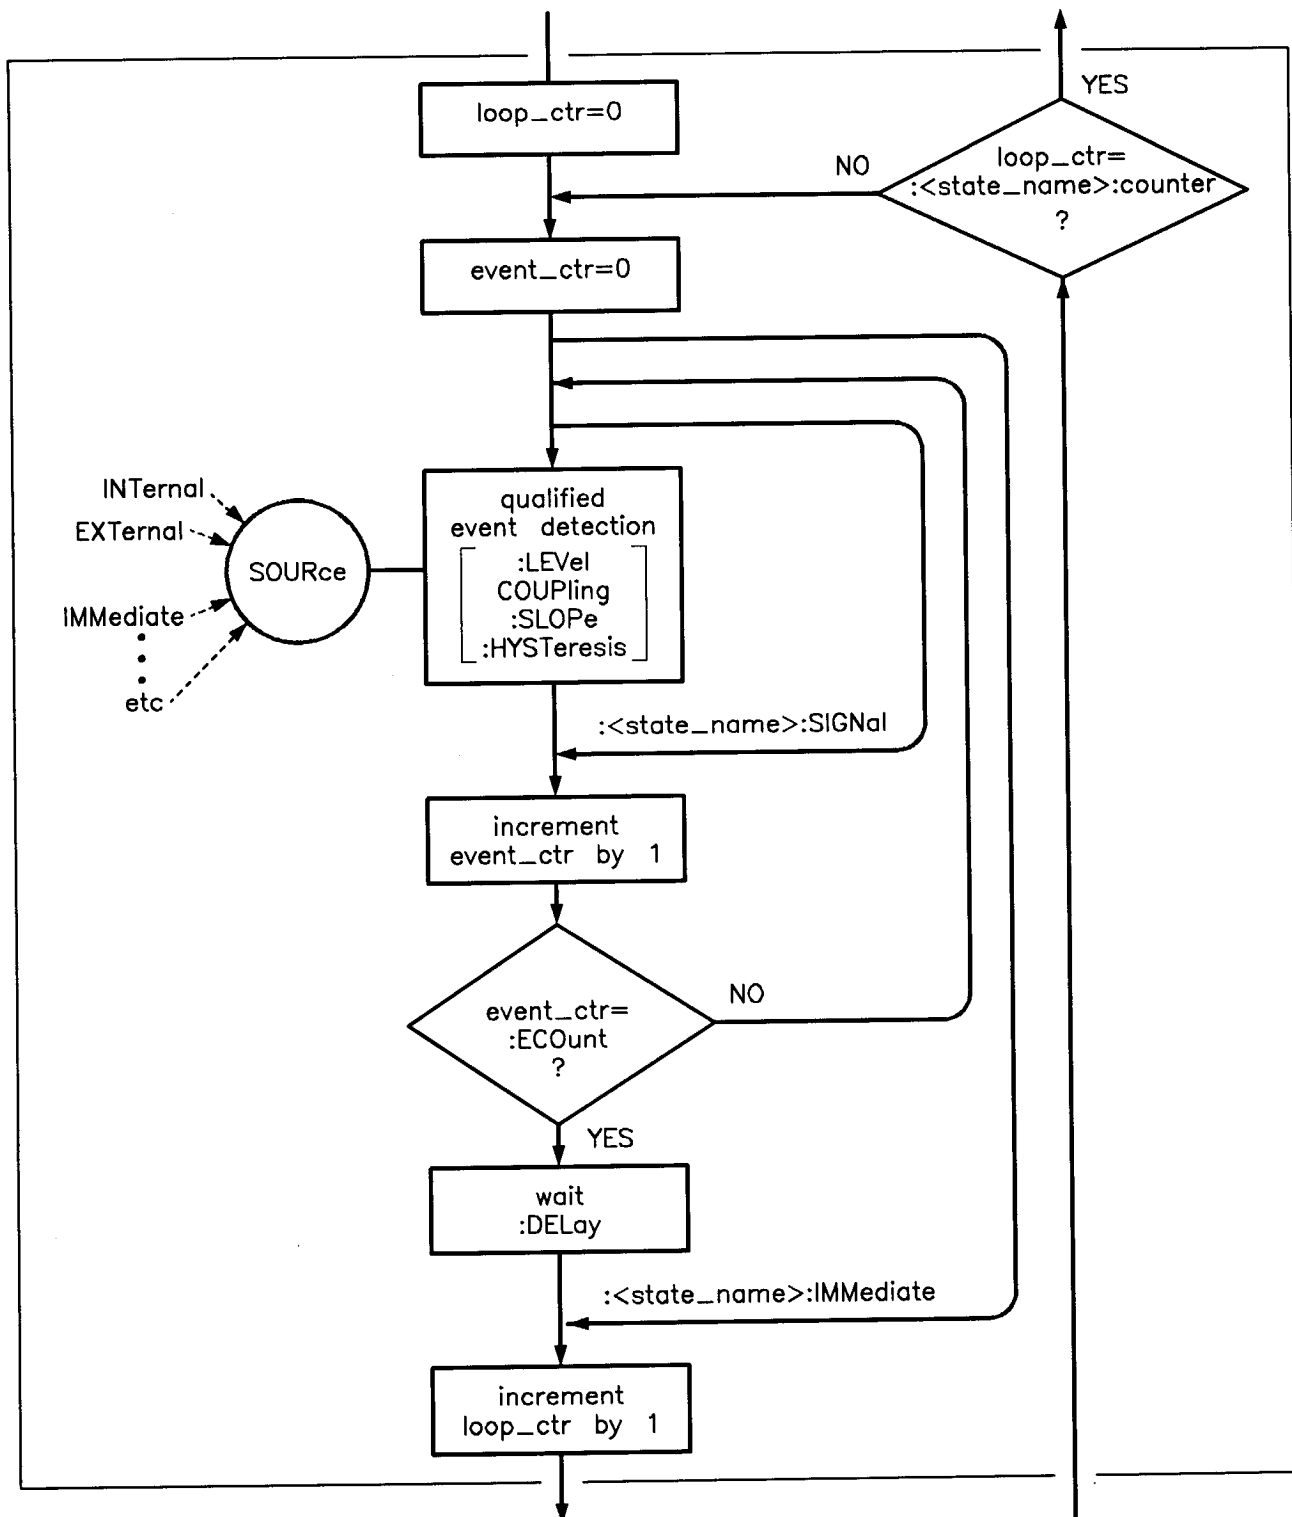 loop_ctr=0
YES
loop_ctr=
:<state_name>:counter
?
NO
event_ctr=0
INTernal
EXTernal
IMMediate
etc
SOURce
qualified
event detection
:LEVel
COUPling
:SLOPe
:HYSTeresis
:<state_name>:SIGNal
increment
event_ctr by 1
event_ctr=
:ECOunt
?
NO
YES
wait
:DELay
:<state_name>:IMMediate
increment
loop_ctr by 1